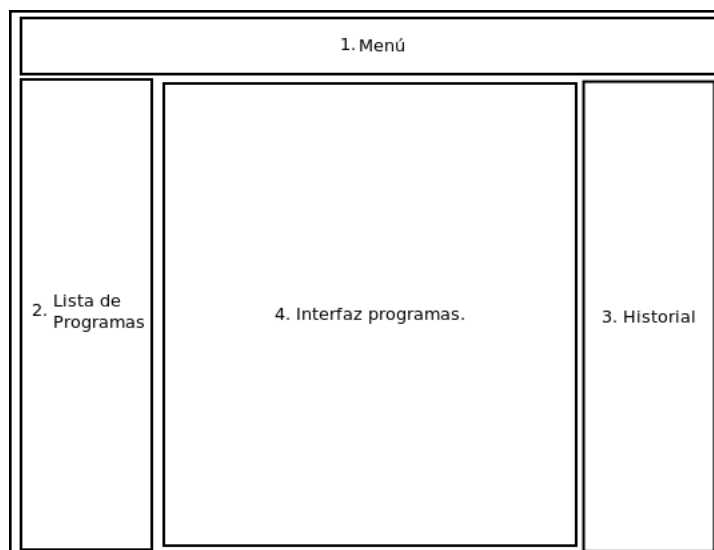 1. Menú
2. Lista de
Programas
4. Interfaz programas.
3. Historial